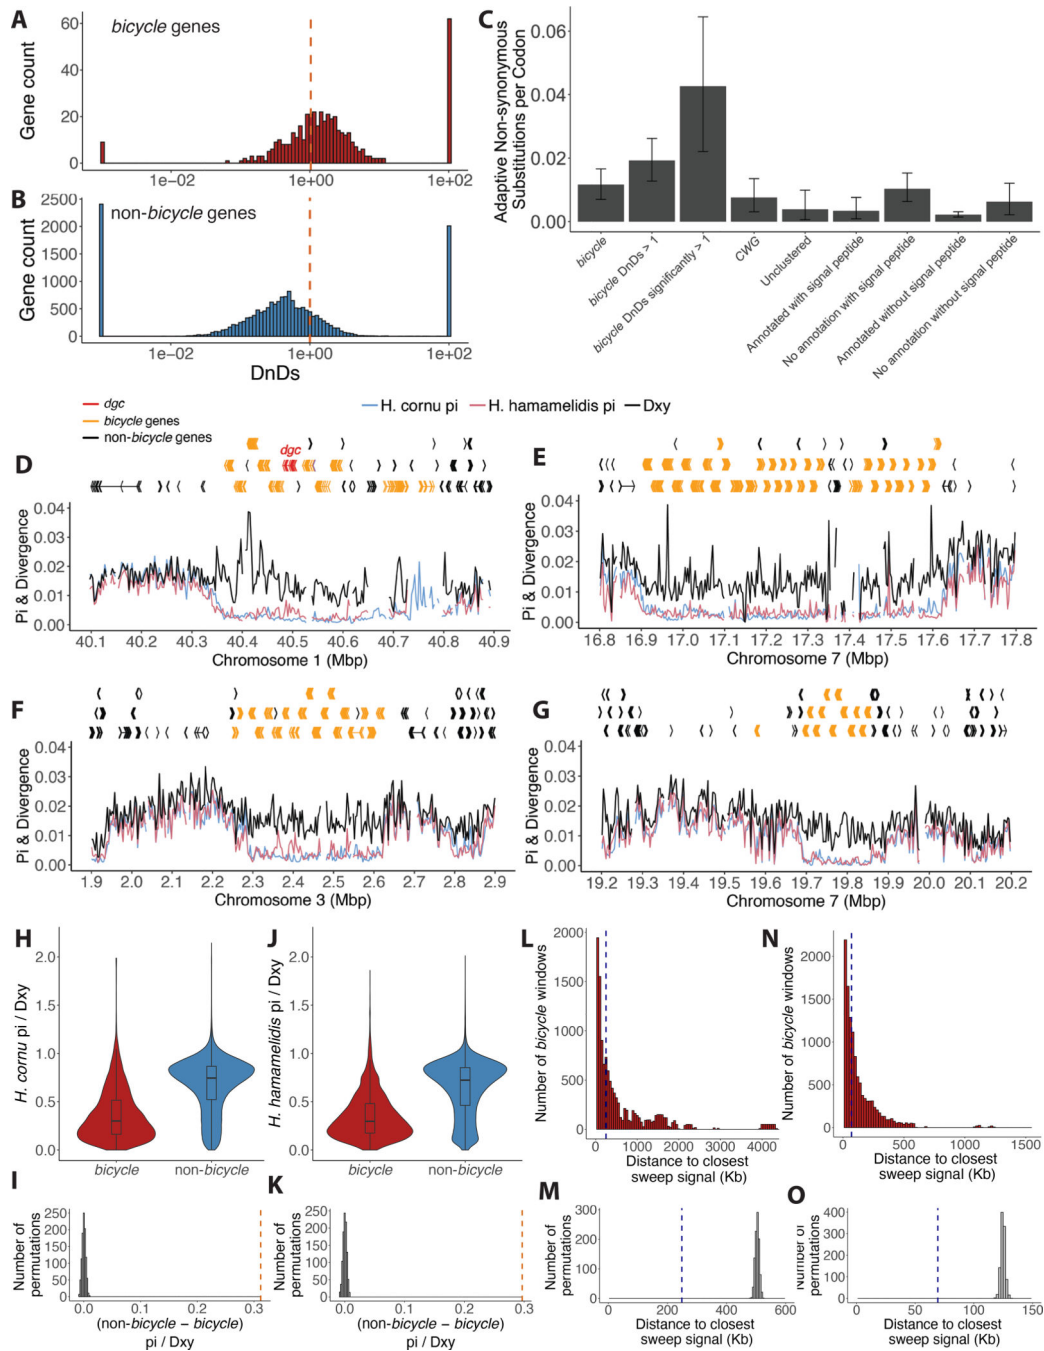 A
bicycle genes
Gene count
60
40
20
0
1e-02
1e+00
1e+02
B
non-bicycle genes
Gene count
2500
2000
1500
1000
500
0
1e-02
1e+00
1e+02
DnDs
C
Adaptive Non-synonymous
Substitutions per Codon
0.06
0.04
0.02
0.00
bicycle
bicycle DnDs > 1
bicycle DnDs significantly > 1
CWG
Unclustered
Annotated with signal peptide
No annotation with signal peptide
Annotated without signal peptide
No annotation without signal peptide
dgc
bicycle genes
non-bicycle genes
H. cornu pi
H. hamamelidis pi
Dxy
D
dgc
Pi & Divergence
0.04
0.03
0.02
0.01
0.00
40.1 40.2 40.3 40.4 40.5 40.6 40.7 40.8 40.9
Chromosome 1 (Mbp)
E
Pi & Divergence
0.04
0.03
0.02
0.01
0.00
16.8 16.9 17.0 17.1 17.2 17.3 17.4 17.5 17.6 17.7 17.8
Chromosome 7 (Mbp)
F
Pi & Divergence
0.04
0.03
0.02
0.01
0.00
1.9 2.0 2.1 2.2 2.3 2.4 2.5 2.6 2.7 2.8 2.9
Chromosome 3 (Mbp)
G
Pi & Divergence
0.04
0.03
0.02
0.01
0.00
19.2 19.3 19.4 19.5 19.6 19.7 19.8 19.9 20.0 20.1 20.2
Chromosome 7 (Mbp)
H
H. cornu pi / Dxy
2.0
1.5
1.0
0.5
0.0
bicycle
non-bicycle
J
H. hamamelidis pi / Dxy
2.0
1.5
1.0
0.5
0.0
bicycle
non-bicycle
L
Number of bicycle windows
2000
1500
1000
500
0
0 1000 2000 3000 4000
Distance to closest
sweep signal (Kb)
N
Number of bicycle windows
2000
1500
1000
500
0
0 500 1000 1500
Distance to closest
sweep signal (Kb)
I
Number of
permutations
250
200
150
100
50
0
0.0 0.1 0.2 0.3
(non-bicycle – bicycle)
pi / Dxy
K
Number of
permutations
250
200
150
100
50
0
0.0 0.1 0.2 0.3
(non-bicycle – bicycle)
pi / Dxy
M
Number of
permutations
300
200
100
0
0 200 400 600
Distance to closest
sweep signal (Kb)
O
Number of
permutations
400
300
200
100
0
0 50 100 150
Distance to closest
sweep signal (Kb)